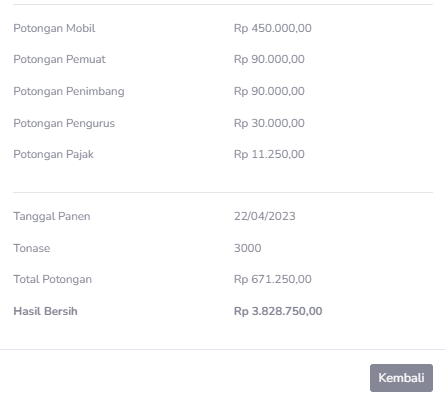 Potongan Mobil Rp 450.000,00
Potongan Pemuat Rp 90.000,00
Potongan Penimbang Rp 90.000,00
Potongan Pengurus Rp 30.000,00
Potongan Pajak Rp 11.250,00
Tanggal Panen 22/04/2023
Tonase 3000
Total Potongan Rp 671.250,00
Hasil Bersih Rp 3.828.750,00
Kembali